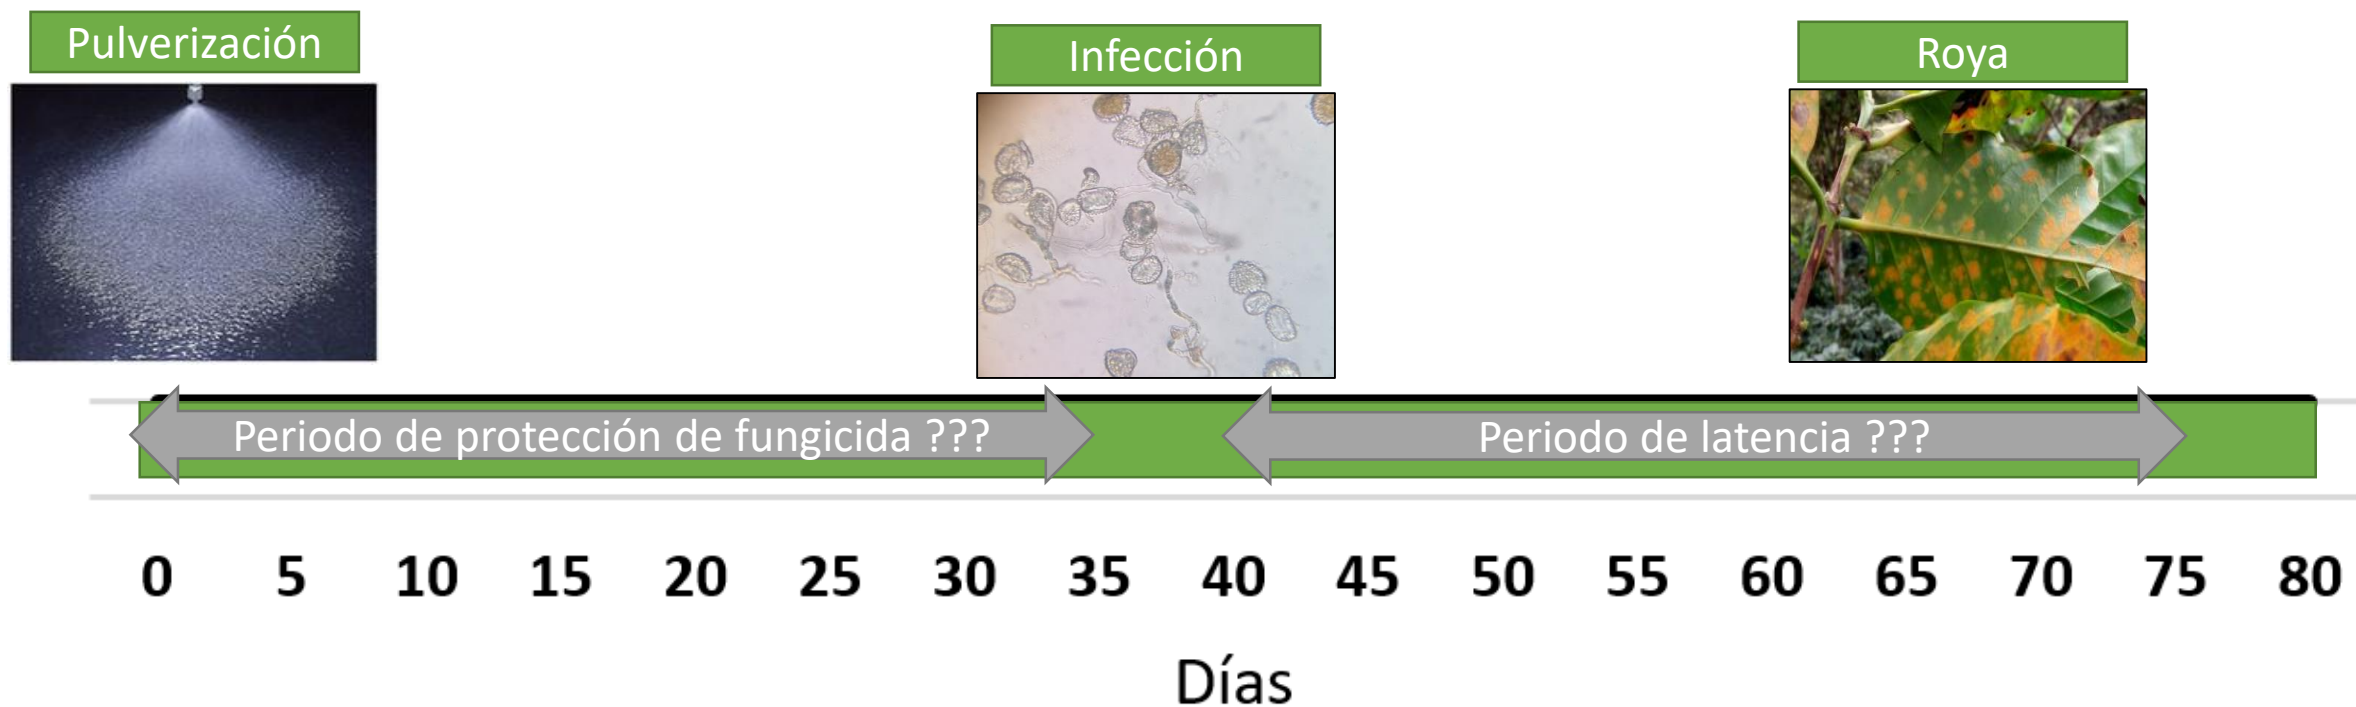 Pulverización
Infección
Roya
Periodo de protección de fungicida ???
Periodo de latencia ???
0 5 10 15 20 25 30 35 40 45 50 55 60 65 70 75 80
Días